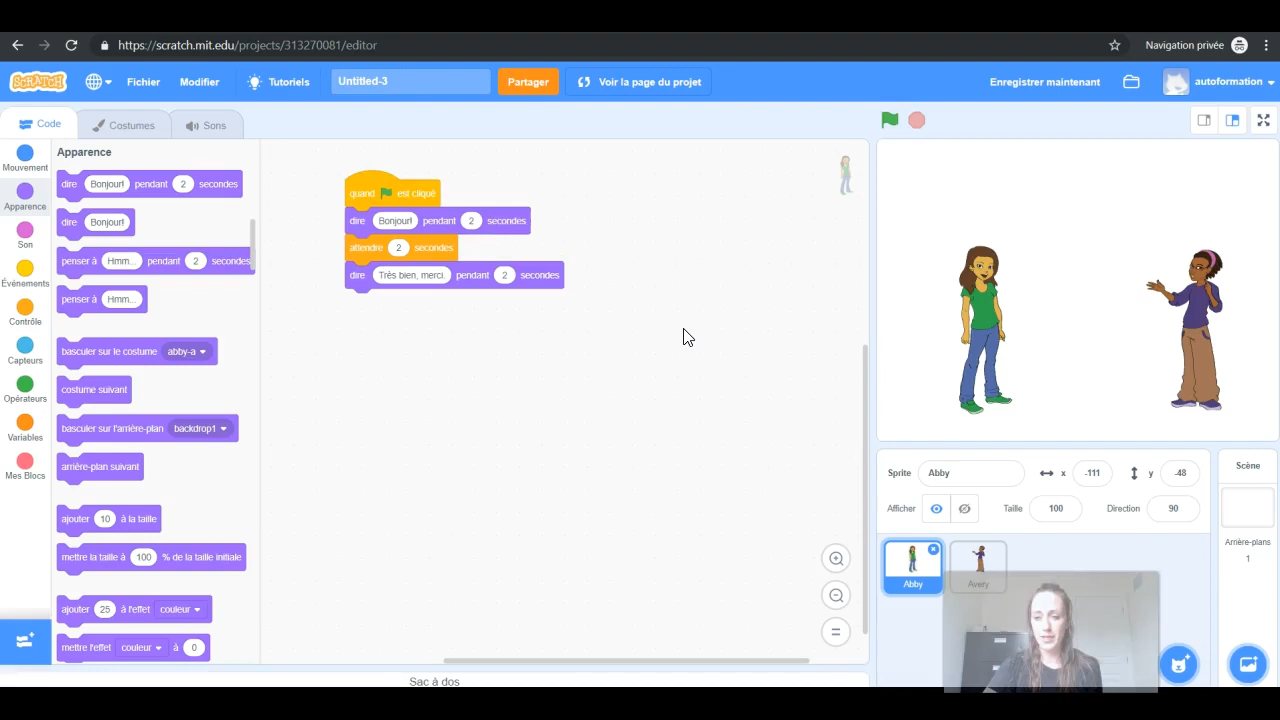 https://scratch.mit.edu/projects/313270081/editor
Navigation privée
SCRATCH
Fichier
Modifier
Tutoriels
Untitled-3
Partager
Voir la page du projet
Enregistrer maintenant
autoformation
Code
Costumes
Sons
Mouvement
Apparence
Son
Événements
Contrôle
Capteurs
Opérateurs
Variables
Mes Blocs
Apparence
dire Bonjour! pendant 2 secondes
dire Bonjour!
penser à Hmm... pendant 2 secondes
penser à Hmm...
basculer sur le costume abby-a
costume suivant
basculer sur l'arrière-plan backdrop1
arrière-plan suivant
ajouter 10 à la taille
mettre la taille à 100 % de la taille initiale
ajouter 25 à l'effet couleur
mettre l'effet couleur à 0
quand est cliqué
dire Bonjour! pendant 2 secondes
attendre 2 secondes
dire Très bien, merci. pendant 2 secondes
Sprite Abby x -111 y -48
Afficher Taille 100 Direction 90
Abby
Avery
Scène
Arrière-plans
1
Sac à dos